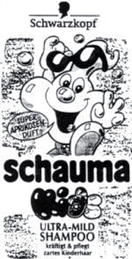 Schwarzkopf
SUPER
APRIKOSEN-
DUFT
schauma
Kids
ULTRA-MILD
SHAMPOO
kräftigt & pflegt
zartes Kinderhaar